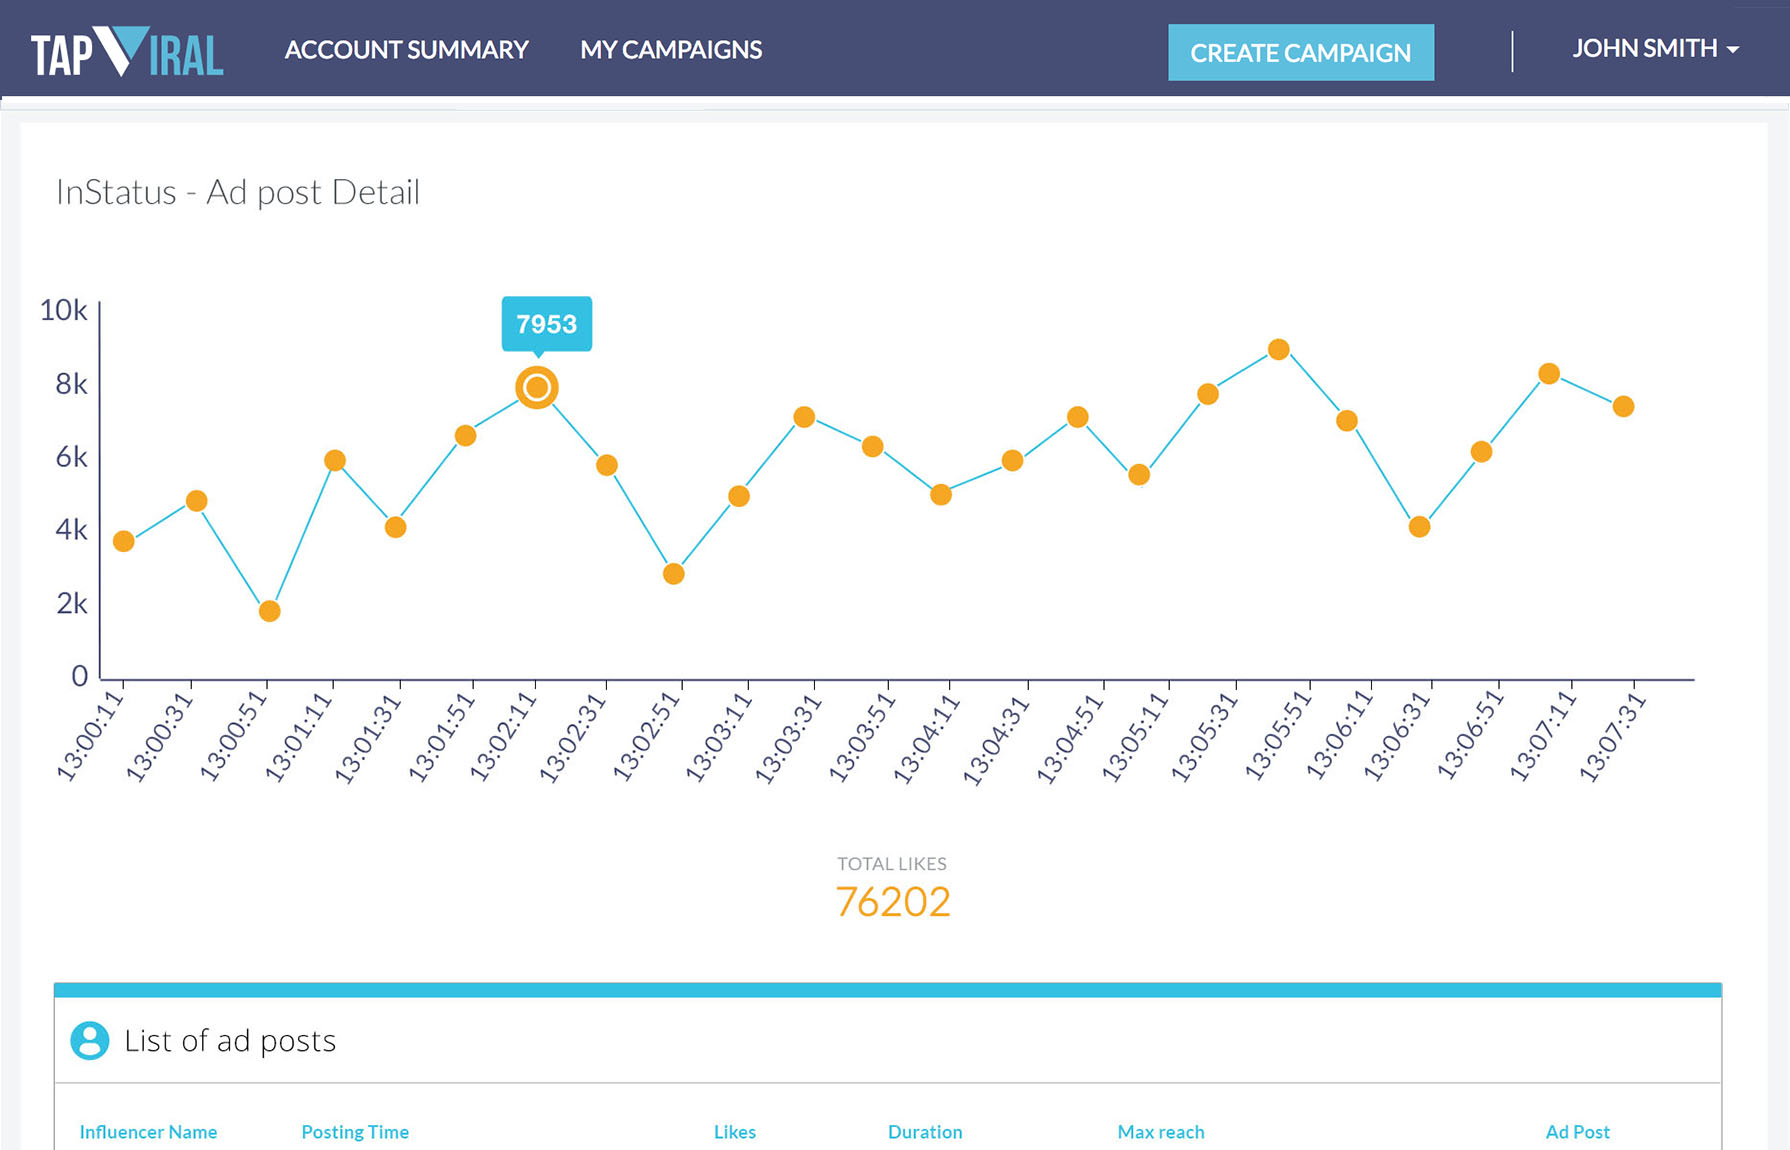 TAP VIRAL ACCOUNT SUMMARY MY CAMPAIGNS CREATE CAMPAIGN JOHN SMITH
InStatus - Ad post Detail
10k
7953
8k
6k
4k
2k
0
13:00:11 13:00:31 13:00:51 13:01:11 13:01:31 13:01:51 13:02:11 13:02:31 13:02:51 13:03:11 13:03:31 13:03:51 13:04:11 13:04:31 13:04:51 13:05:11 13:05:31 13:05:51 13:06:11 13:06:31 13:06:51 13:07:11 13:07:31
TOTAL LIKES
76202
List of ad posts
Influencer Name Posting Time Likes Duration Max reach Ad Post